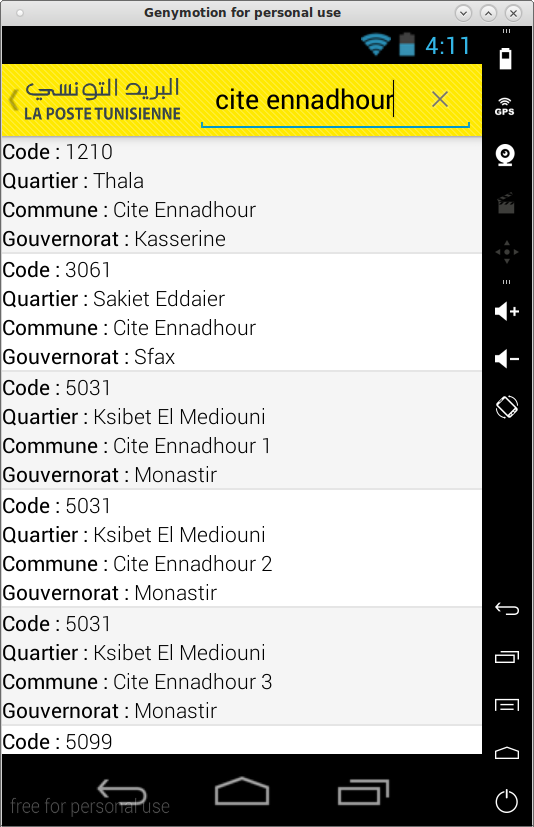 Genymotion for personal use
4:11
البريد التونسي
LA POSTE TUNISIENNE
cite ennadhour
GPS
Code : 1210
Quartier : Thala
Commune : Cite Ennadhour
Gouvernorat : Kasserine
Code : 3061
Quartier : Sakiet Eddaier
Commune : Cite Ennadhour
Gouvernorat : Sfax
Code : 5031
Quartier : Ksibet El Mediouni
Commune : Cite Ennadhour 1
Gouvernorat : Monastir
Code : 5031
Quartier : Ksibet El Mediouni
Commune : Cite Ennadhour 2
Gouvernorat : Monastir
Code : 5031
Quartier : Ksibet El Mediouni
Commune : Cite Ennadhour 3
Gouvernorat : Monastir
Code : 5099
free for personal use